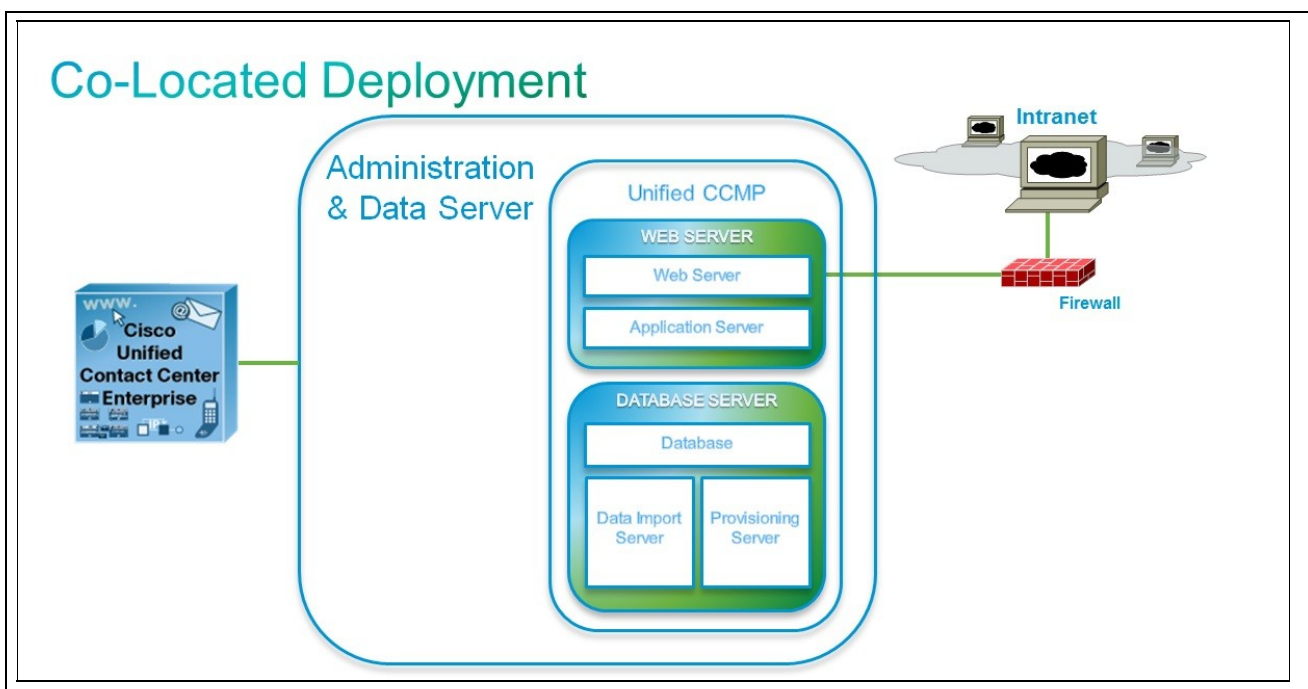 Co-Located Deployment
Administration
& Data Server
Unified CCMP
WEB SERVER
Web Server
Application Server
DATABASE SERVER
Database
Data Import
Server
Provisioning
Server
www.
@
Cisco
Unified
Contact Center
Enterprise
IP
Intranet
Firewall